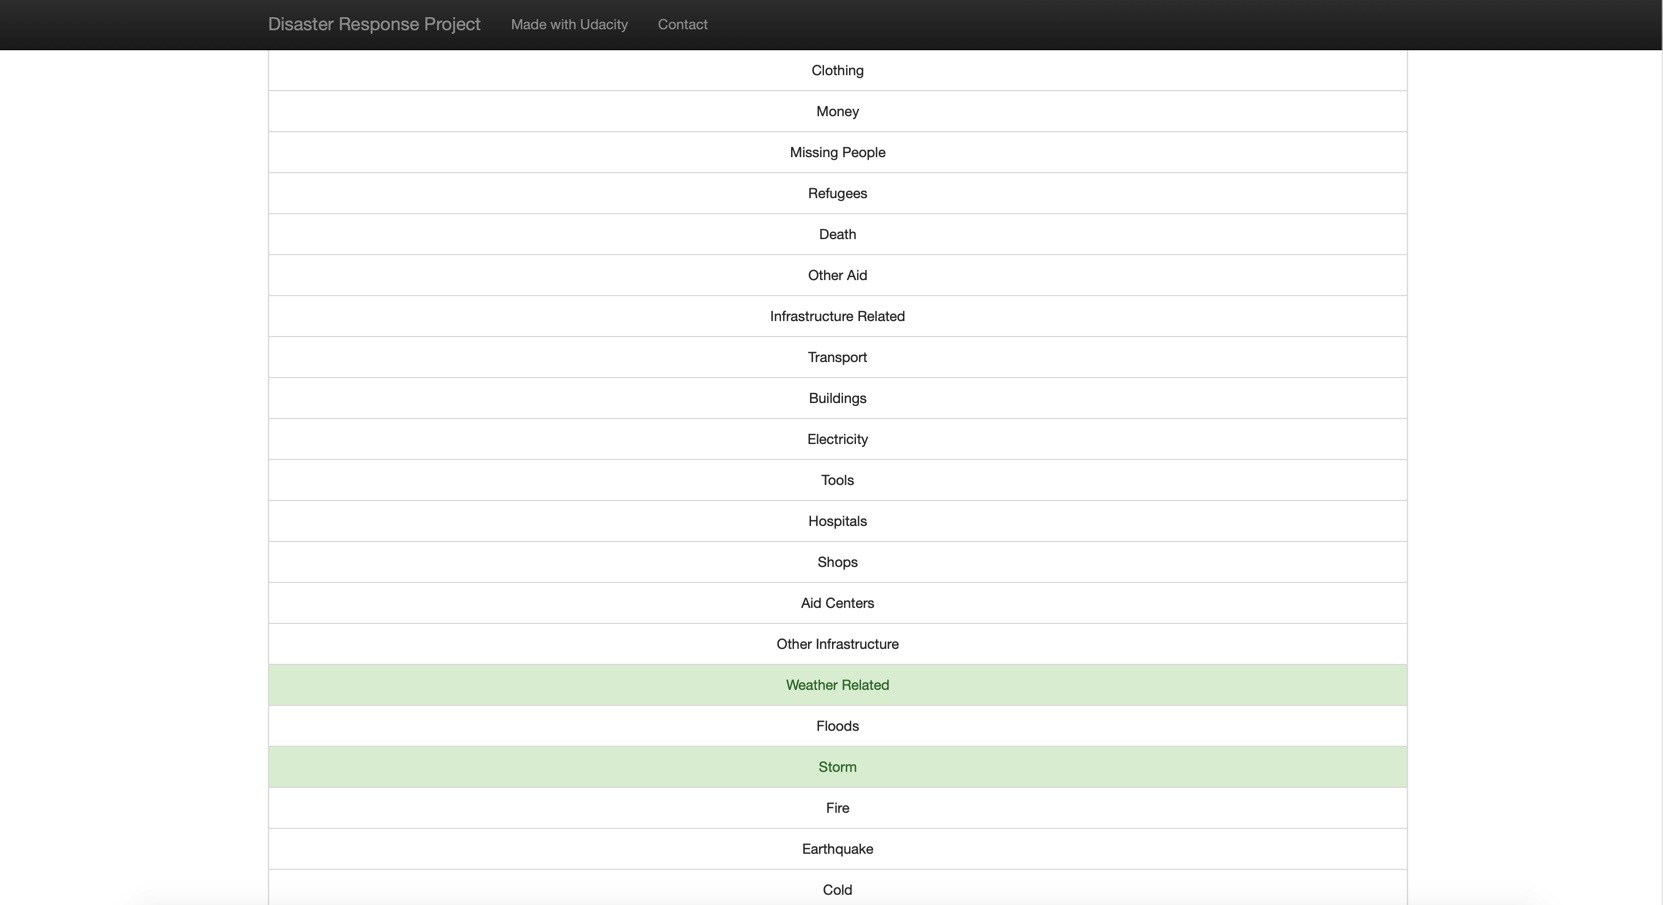 Disaster Response Project Made with Udacity Contact
Clothing
Money
Missing People
Refugees
Death
Other Aid
Infrastructure Related
Transport
Buildings
Electricity
Tools
Hospitals
Shops
Aid Centers
Other Infrastructure
Weather Related
Floods
Storm
Fire
Earthquake
Cold